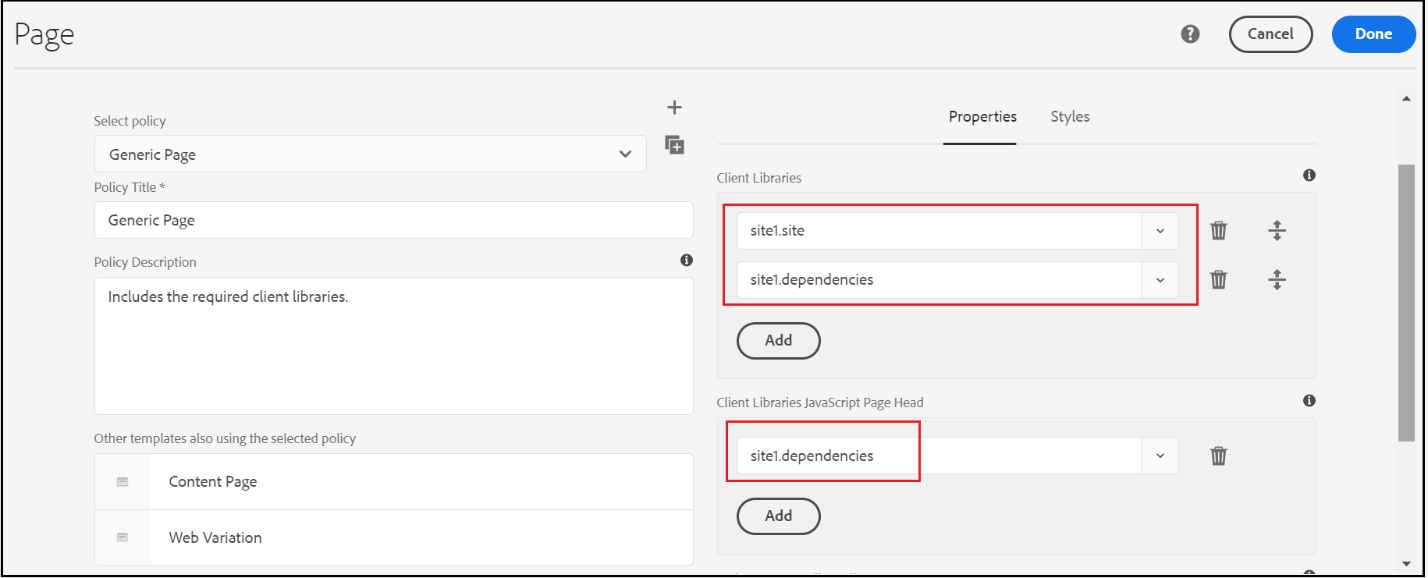 Page
Cancel
Done
Select policy
Generic Page
Policy Title *
Generic Page
Policy Description
Includes the required client libraries.
Other templates also using the selected policy
Content Page
Web Variation
Properties
Styles
Client Libraries
site1.site
site1.dependencies
Add
Client Libraries JavaScript Page Head
site1.dependencies
Add